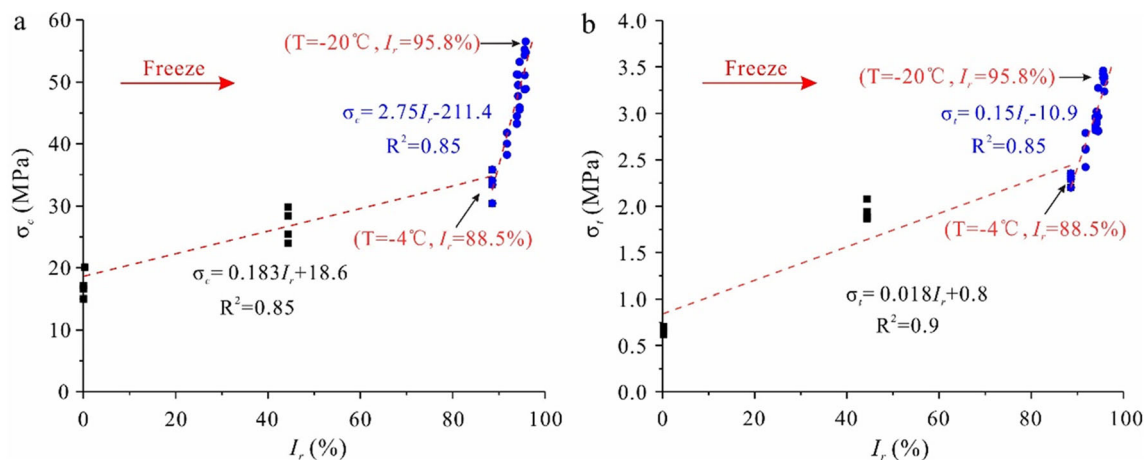 a
60
50
40
30
20
10
0
σc (MPa)
Freeze
(T=-20℃, Ir=95.8%)
σc=2.75Ir-211.4
R²=0.85
(T=-4℃, Ir=88.5%)
σc=0.183Ir+18.6
R²=0.85
0 20 40 60 80 100
Ir (%)
b
4.0
3.5
3.0
2.5
2.0
1.5
1.0
0.5
0.0
σt (MPa)
Freeze
(T=-20℃, Ir=95.8%)
σt=0.15Ir-10.9
R²=0.85
(T=-4℃, Ir=88.5%)
σt=0.018Ir+0.8
R²=0.9
0 20 40 60 80 100
Ir (%)